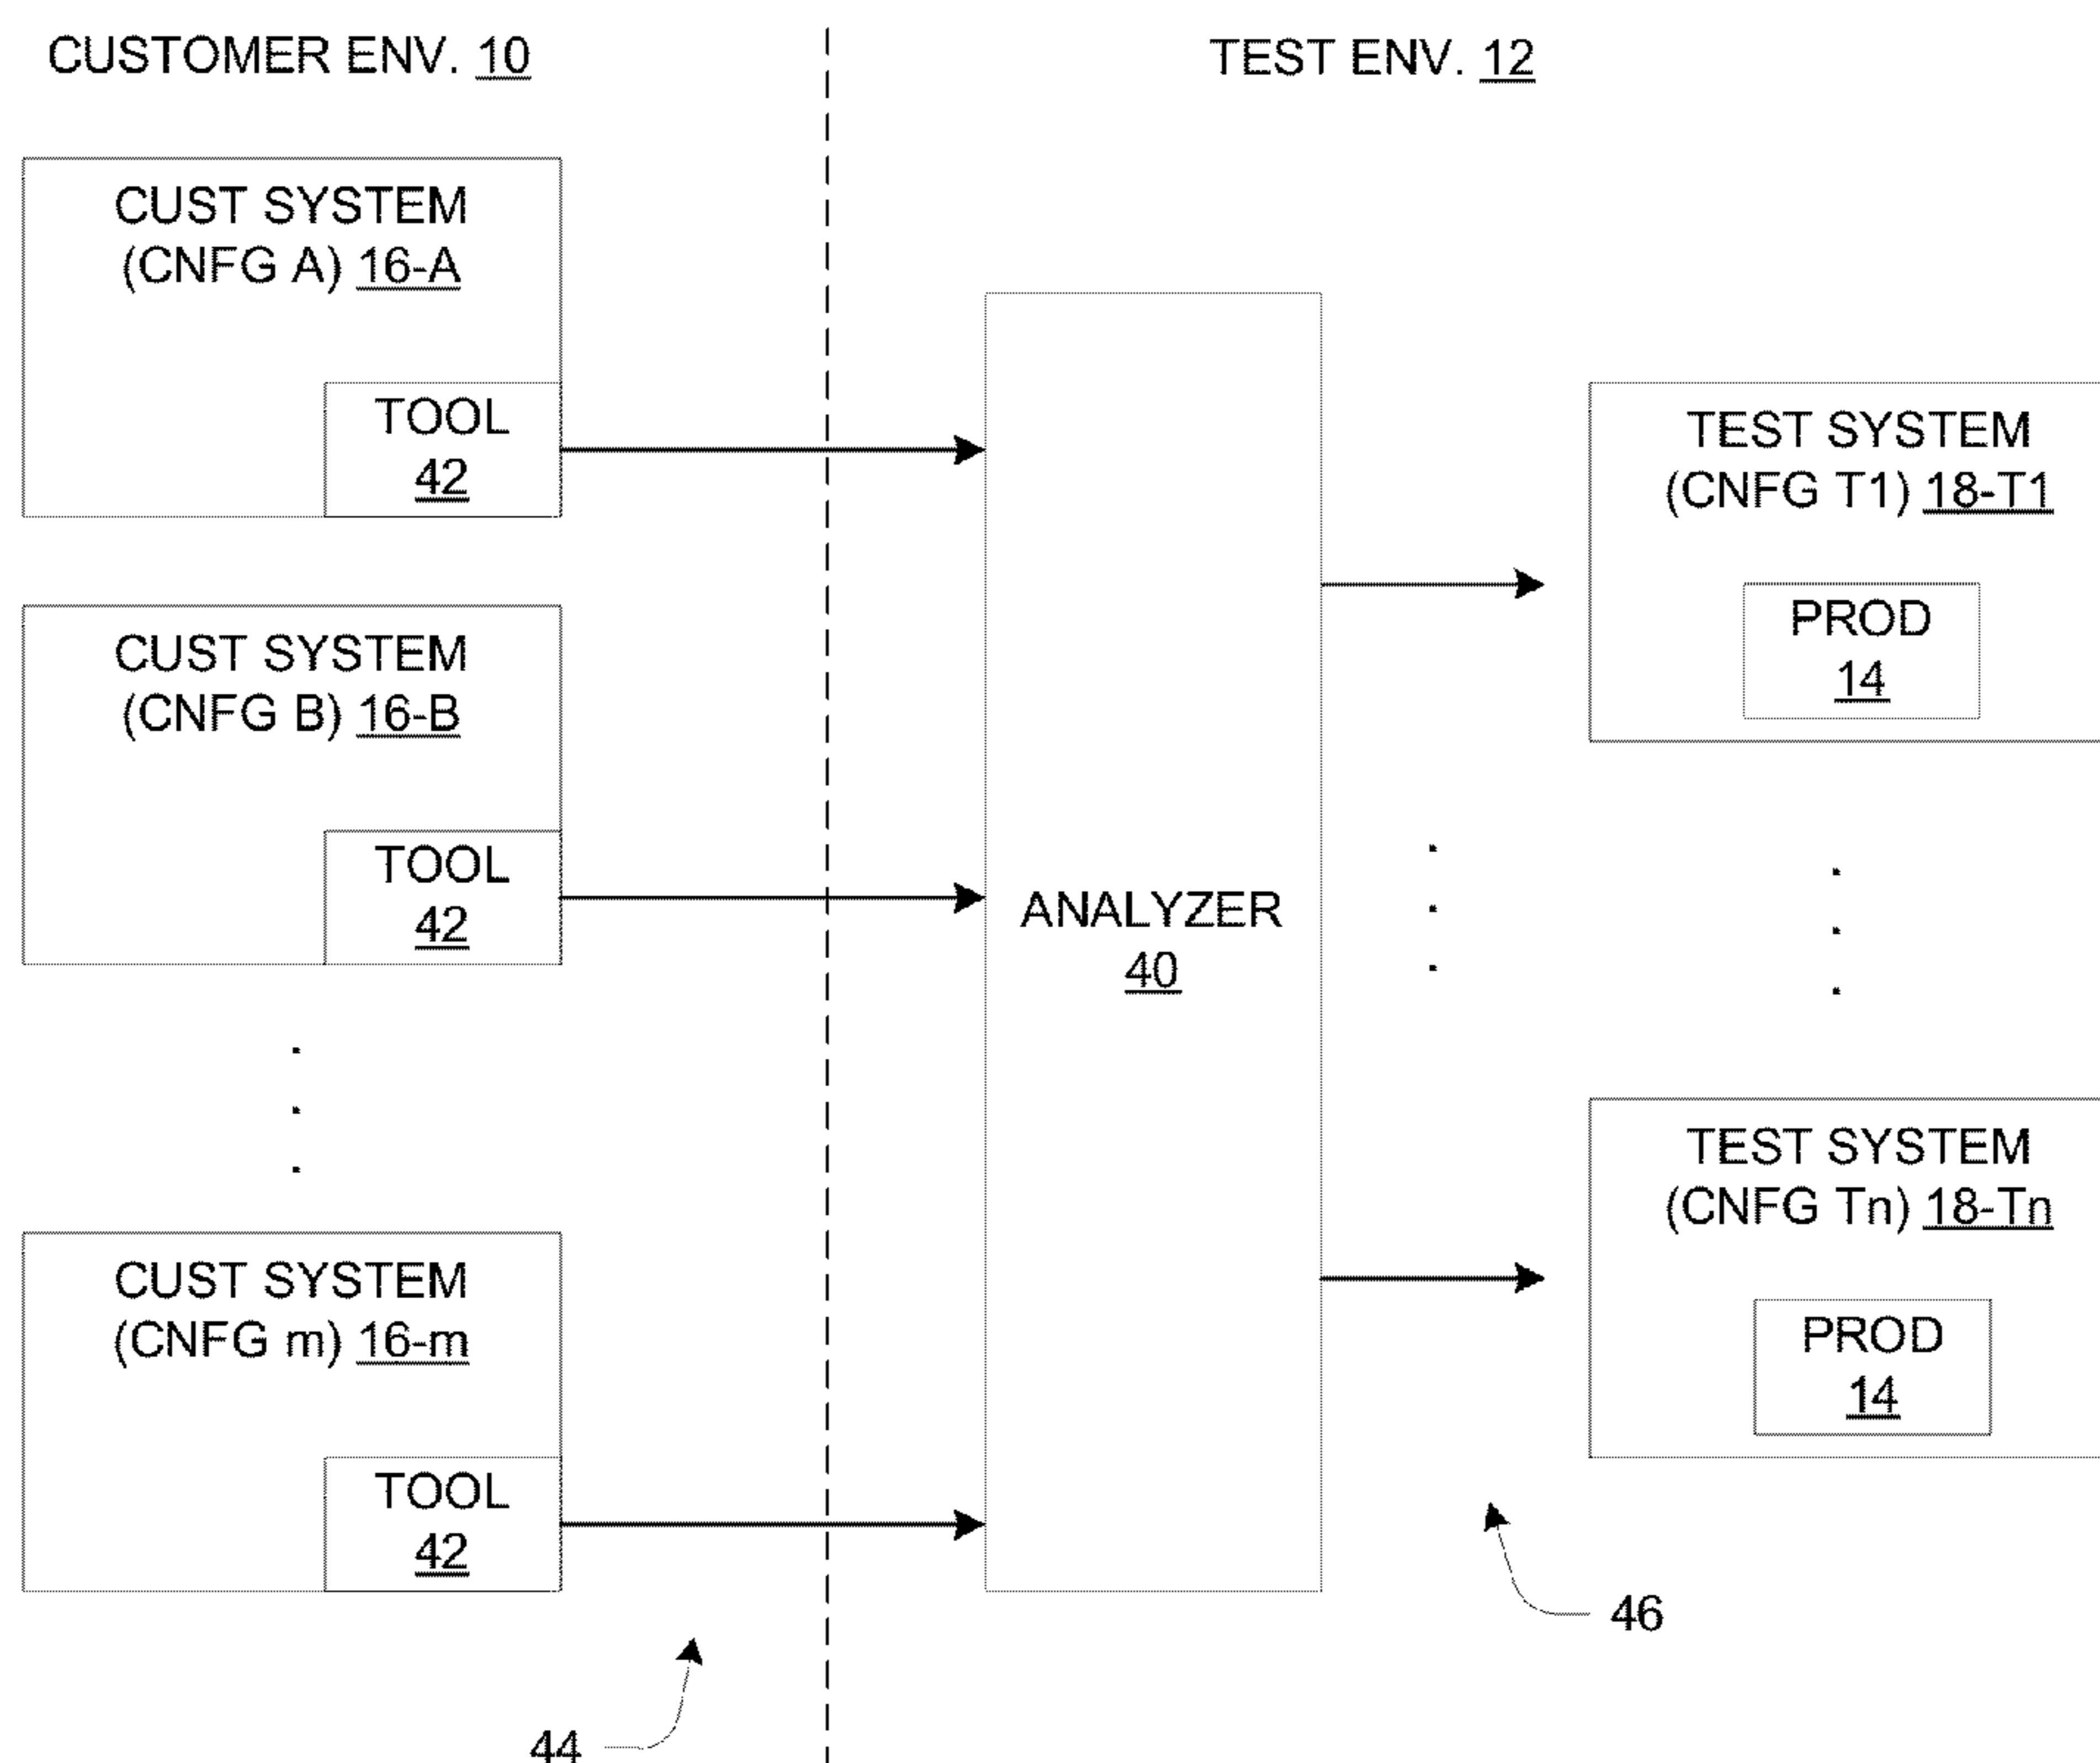 CUSTOMER ENV. 10
TEST ENV. 12
CUST SYSTEM
(CNFG A) 16-A
TOOL
42
CUST SYSTEM
(CNFG B) 16-B
TOOL
42
CUST SYSTEM
(CNFG m) 16-m
TOOL
42
44
ANALYZER
40
TEST SYSTEM
(CNFG T1) 18-T1
PROD
14
TEST SYSTEM
(CNFG Tn) 18-Tn
PROD
14
46